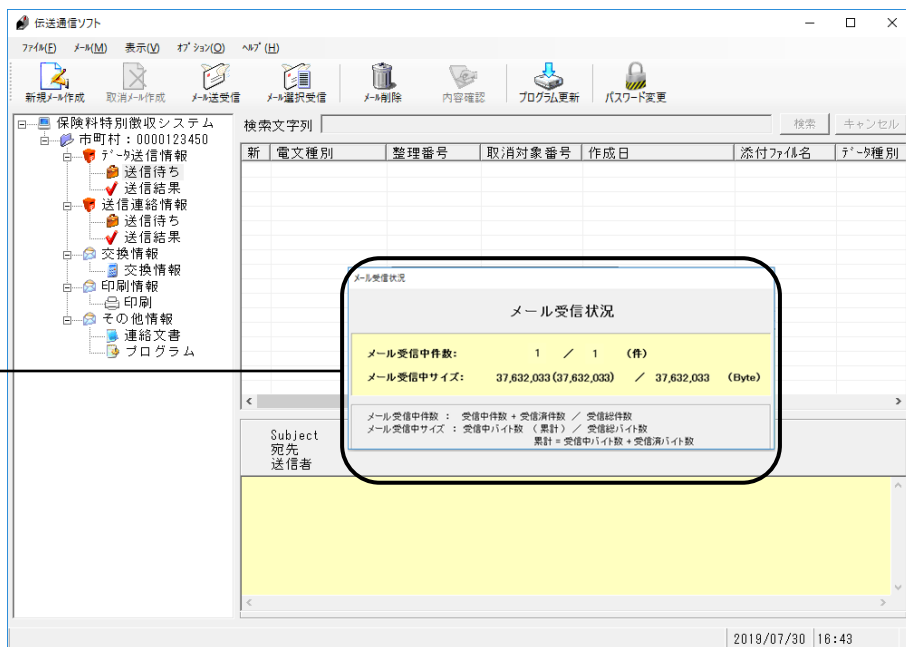 伝送通信ソフト
ファイル(F) メール(M) 表示(V) オプション(O) ヘルプ(H)
新規メール作成 取消メール作成 メール送受信 メール選択受信 メール削除 内容確認 プログラム更新 パスワード変更
保険料特別徴収システム
市町村：0000123450
データ送信情報
送信待ち
送信結果
送信連絡情報
送信待ち
送信結果
交換情報
交換情報
印刷情報
印刷
その他情報
連絡文書
プログラム
検索文字列 検索 キャンセル
新 電文種別 整理番号 取消対象番号 作成日 添付ファイル名 データ種別
メール受信状況
メール受信状況
メール受信中件数： 1 ／ 1 （件）
メール受信中サイズ： 37,632,033(37,632,033) ／ 37,632,033 （Byte）
メール受信中件数 ： 受信中件数 + 受信済件数 ／ 受信総件数
メール受信中サイズ ： 受信中バイト数 （累計）／ 受信総バイト数
累計 = 受信中バイト数 + 受信済バイト数
Subject
宛先
送信者
2019/07/30 16:43